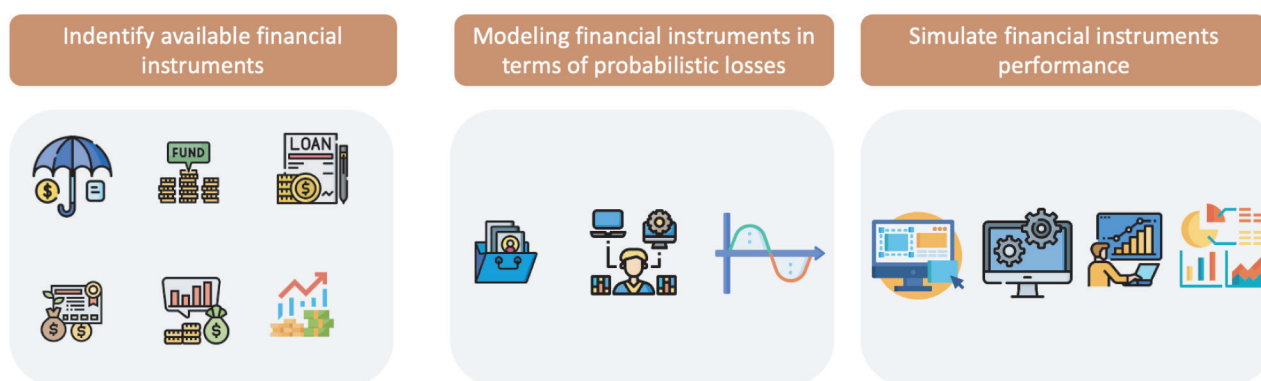 Indentify available financial
instruments
Modeling financial instruments in
terms of probabilistic losses
Simulate financial instruments
performance
FUND
LOAN